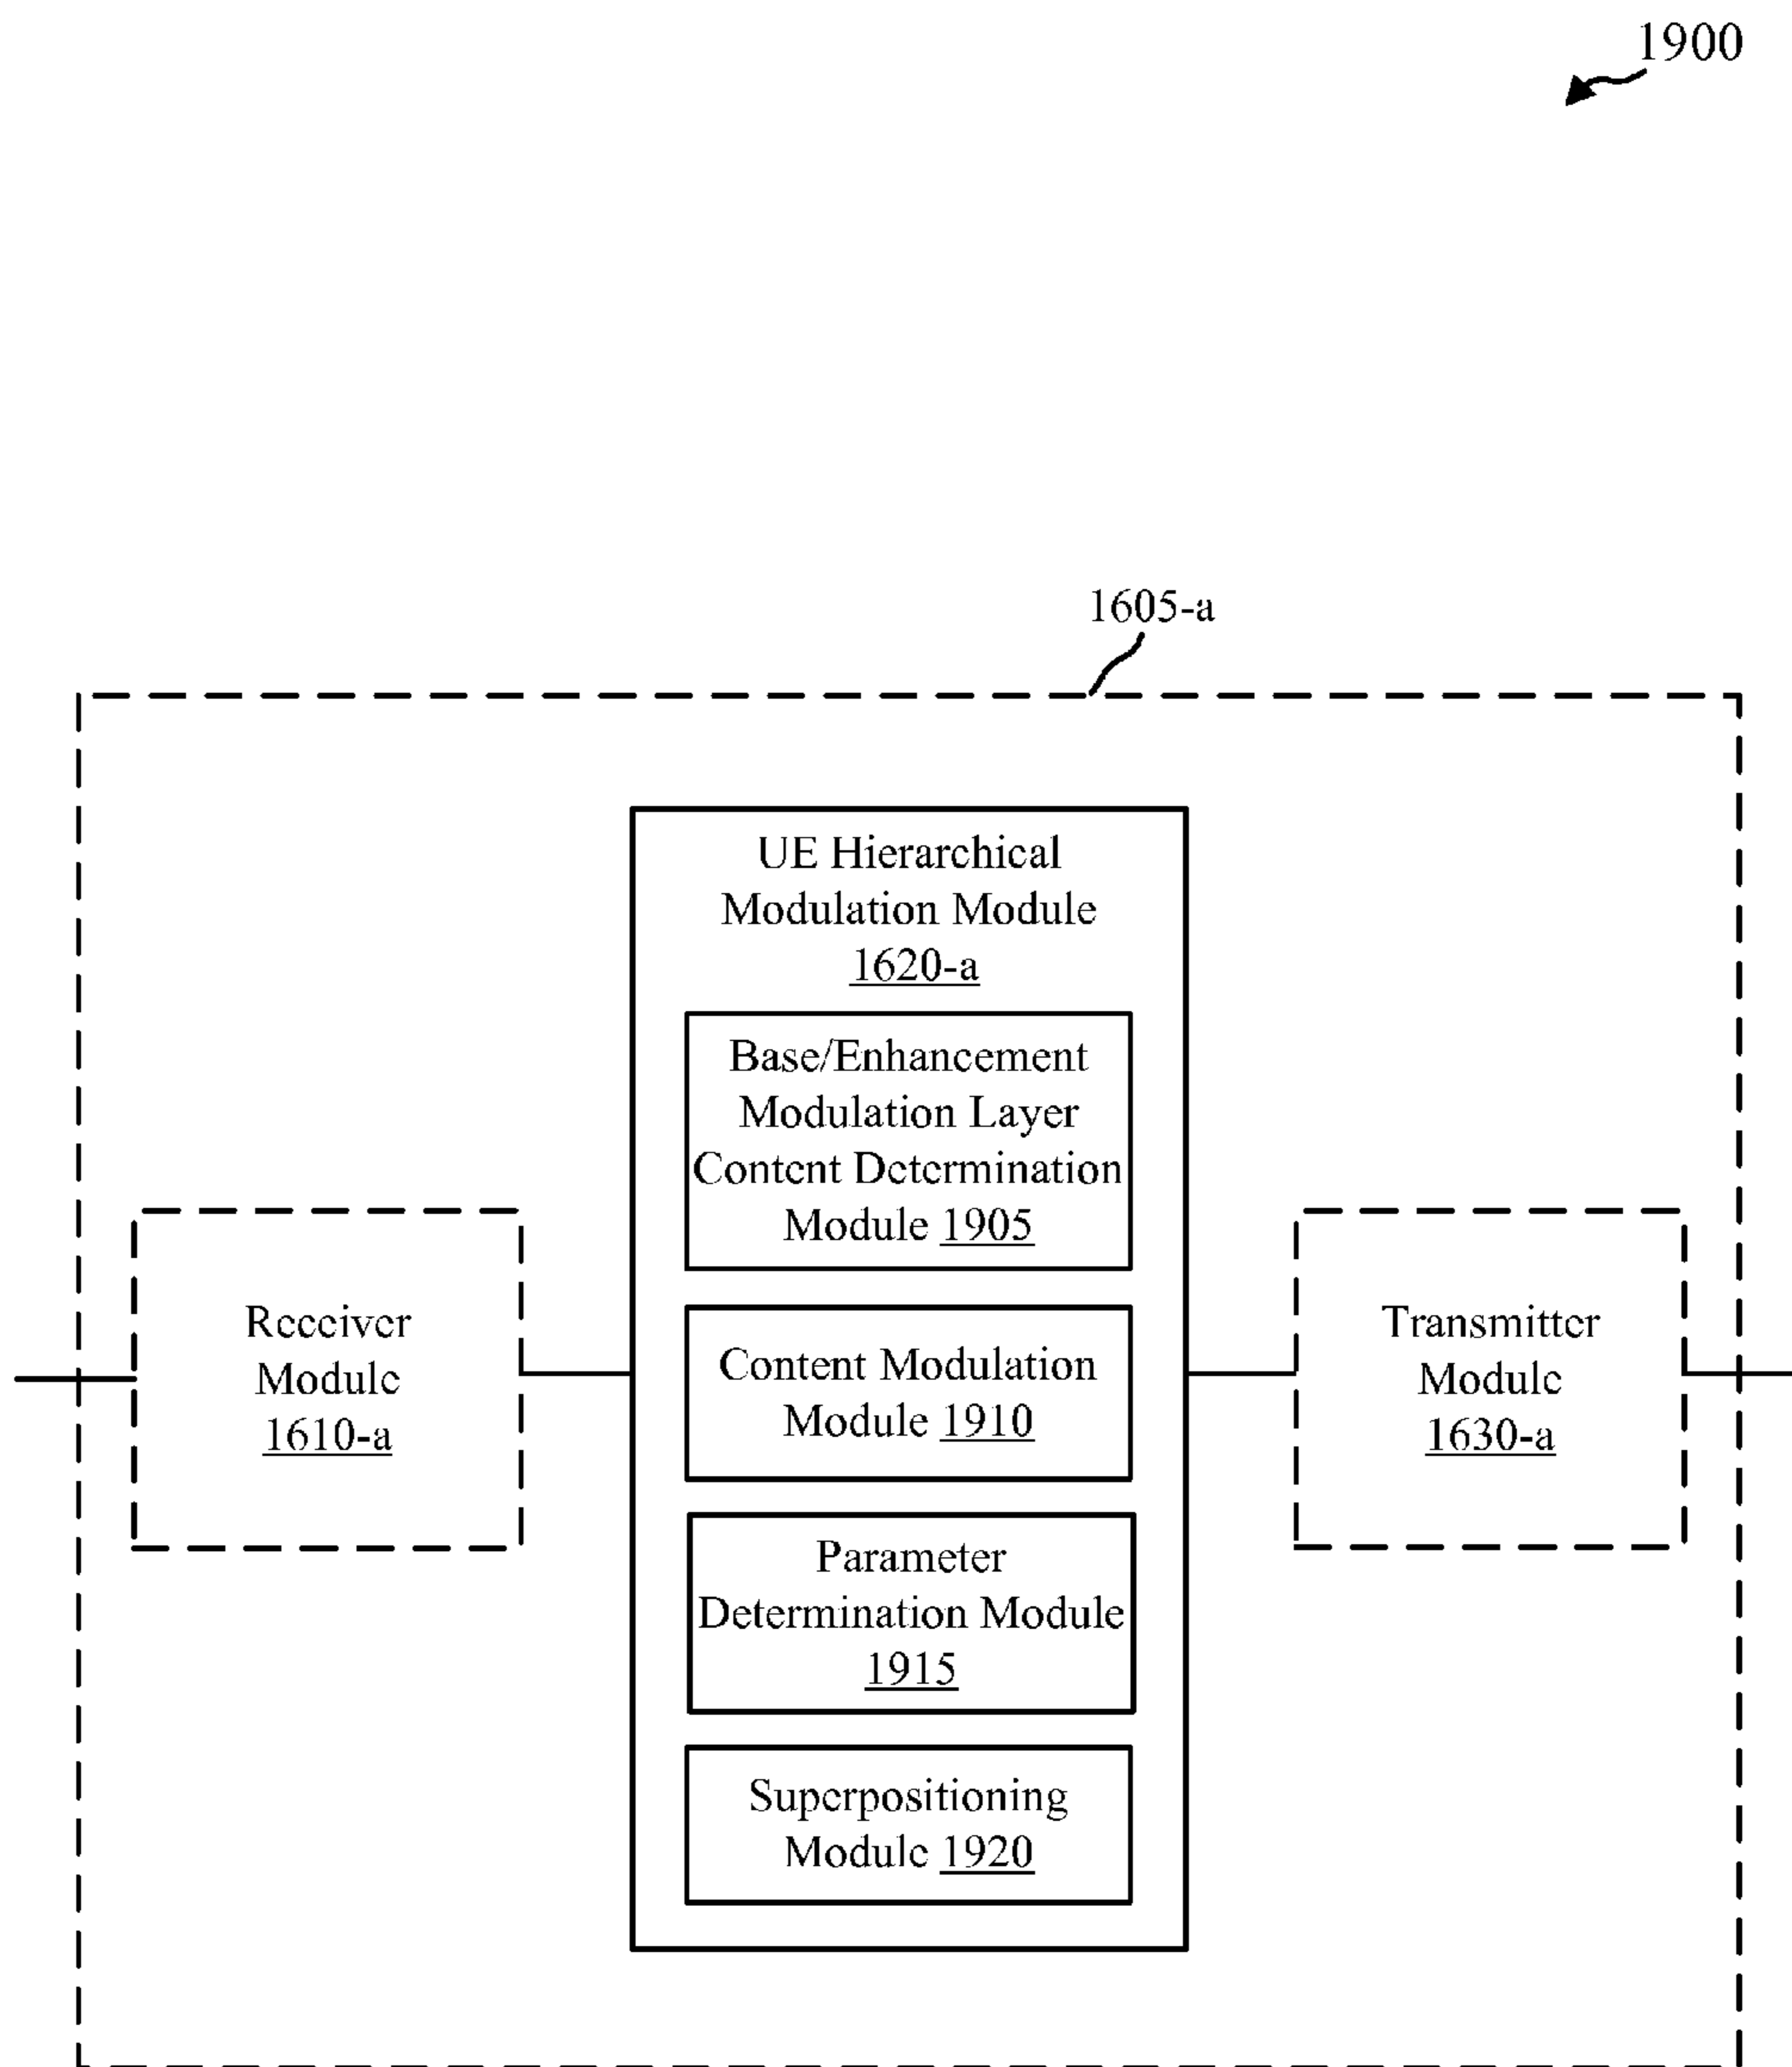 1900
1605-a
UE Hierarchical
Modulation Module
1620-a
Base/Enhancement
Modulation Layer
Content Determination
Module 1905
Receiver
Module
1610-a
Content Modulation
Module 1910
Transmitter
Module
1630-a
Parameter
Determination Module
1915
Superpositioning
Module 1920